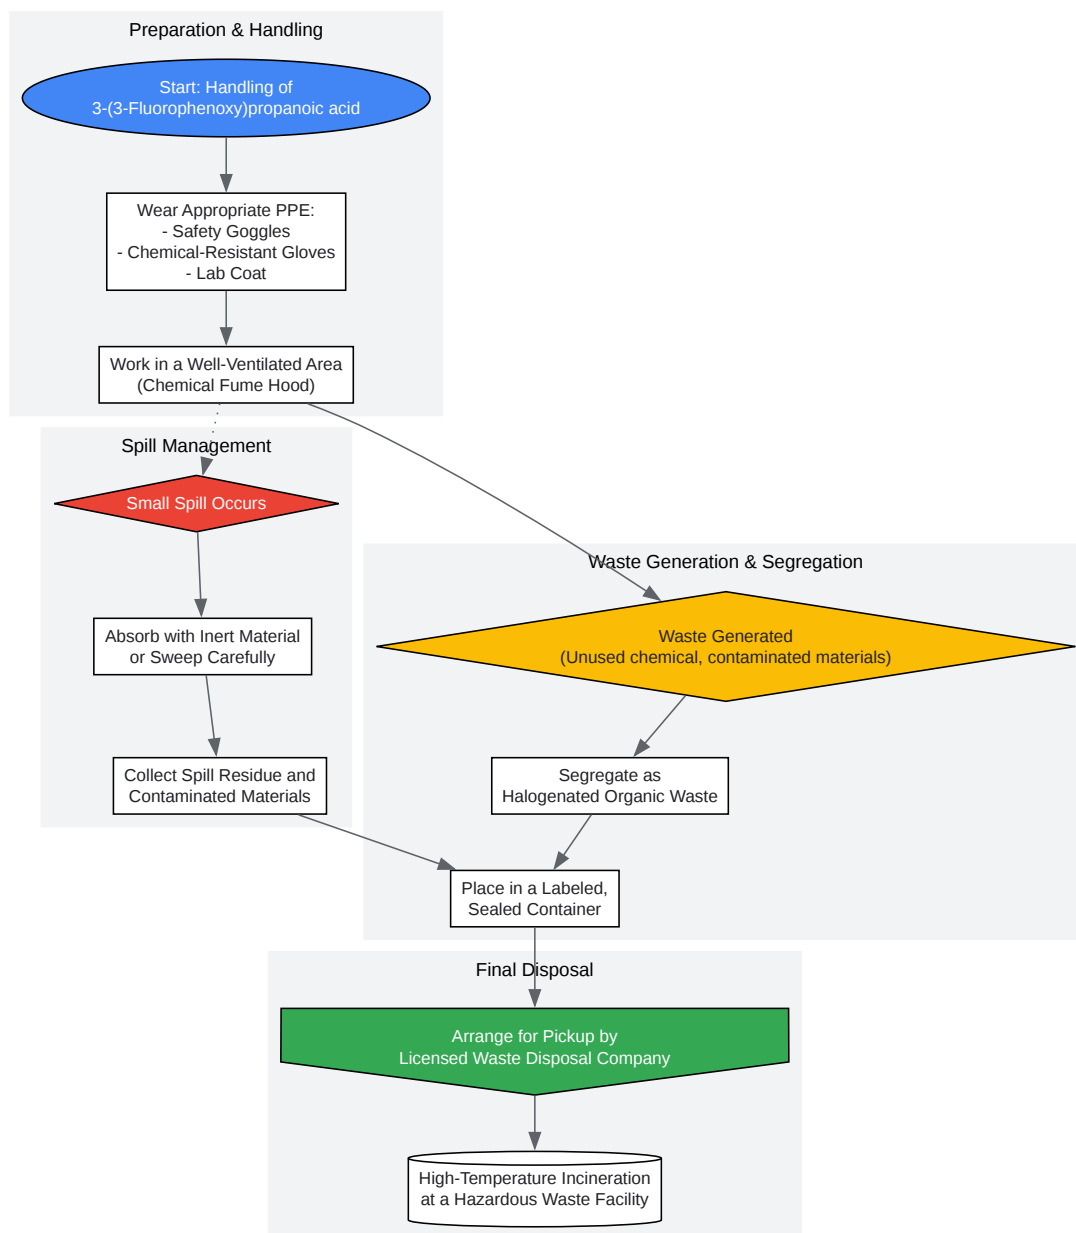 Preparation & Handling
Start: Handling of
3-(3-Fluorophenoxy)propanoic acid
Wear Appropriate PPE:
- Safety Goggles
- Chemical-Resistant Gloves
- Lab Coat
Work in a Well-Ventilated Area
(Chemical Fume Hood)
Spill Management
Small Spill Occurs
Absorb with Inert Material
or Sweep Carefully
Collect Spill Residue and
Contaminated Materials
Waste Generation & Segregation
Waste Generated
(Unused chemical, contaminated materials)
Segregate as
Halogenated Organic Waste
Place in a Labeled,
Sealed Container
Final Disposal
Arrange for Pickup by
Licensed Waste Disposal Company
High-Temperature Incineration
at a Hazardous Waste Facility